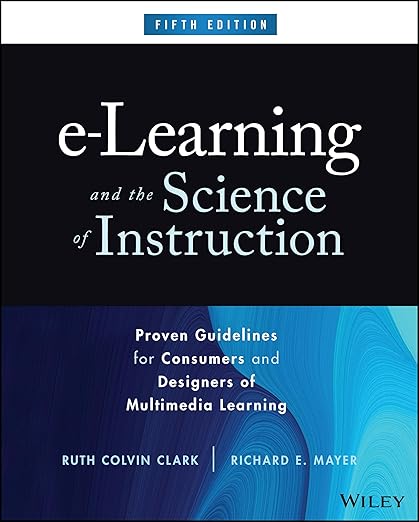 FIFTH EDITION
e-Learning
and the Science
of Instruction
Proven Guidelines
for Consumers and
Designers of
Multimedia Learning
RUTH COLVIN CLARK | RICHARD E. MAYER
WILEY